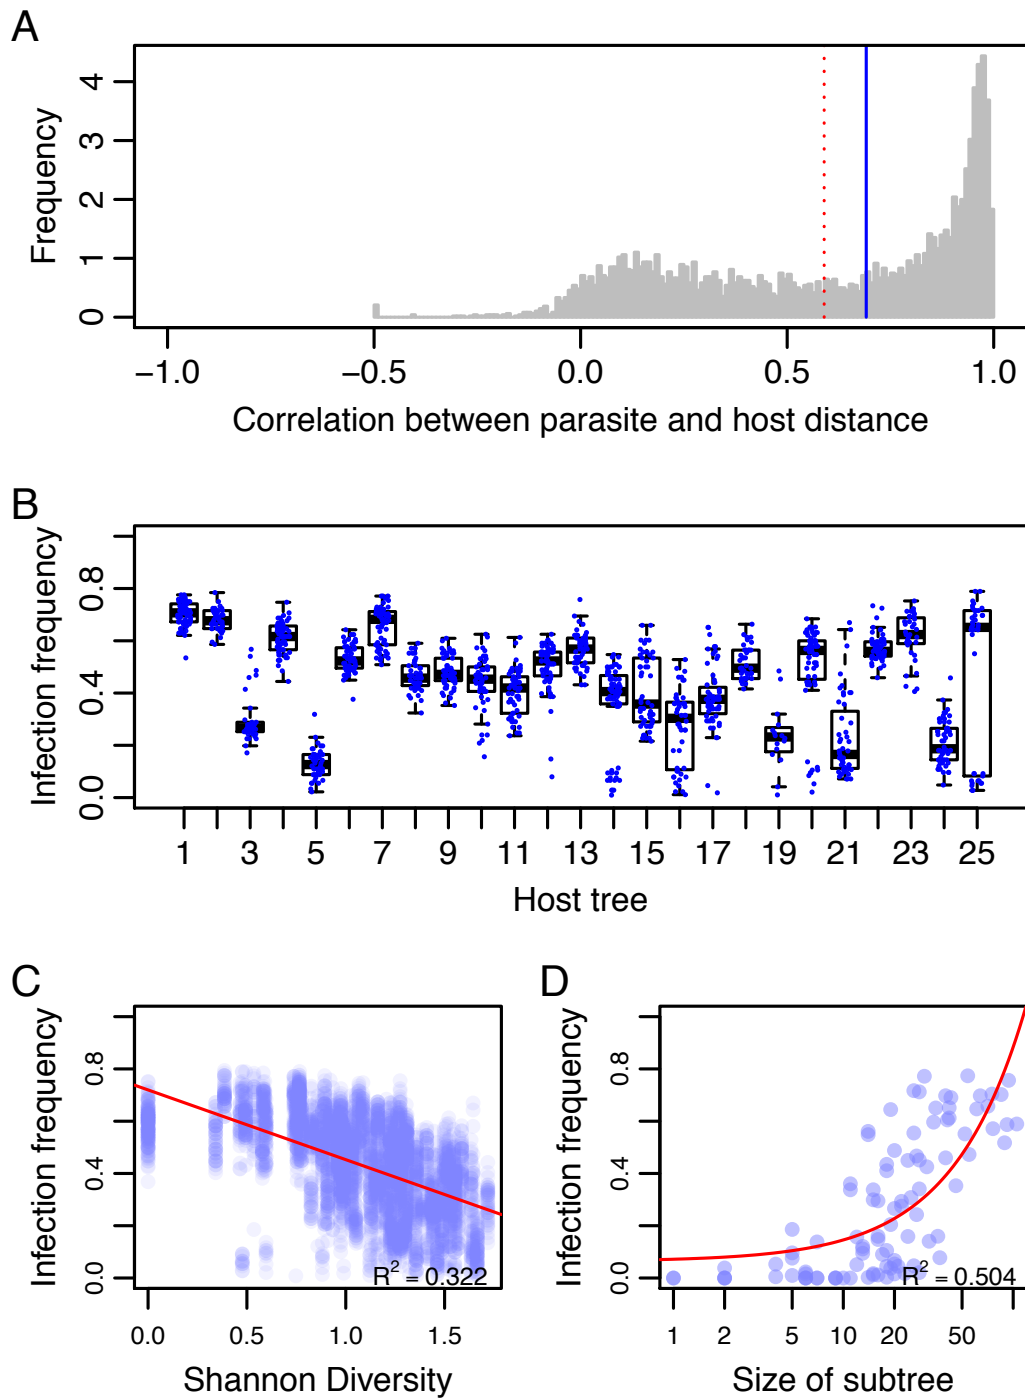 A
Frequency
0 1 2 3 4
−1.0 −0.5 0.0 0.5 1.0
Correlation between parasite and host distance
B
Infection frequency
0.0 0.4 0.8
1 3 5 7 9 11 13 15 17 19 21 23 25
Host tree
C
Infection frequency
0.0 0.4 0.8
R² = 0.322
0.0 0.5 1.0 1.5
Shannon Diversity
D
Infection frequency
0.0 0.4 0.8
R² = 0.504
1 2 5 10 20 50
Size of subtree